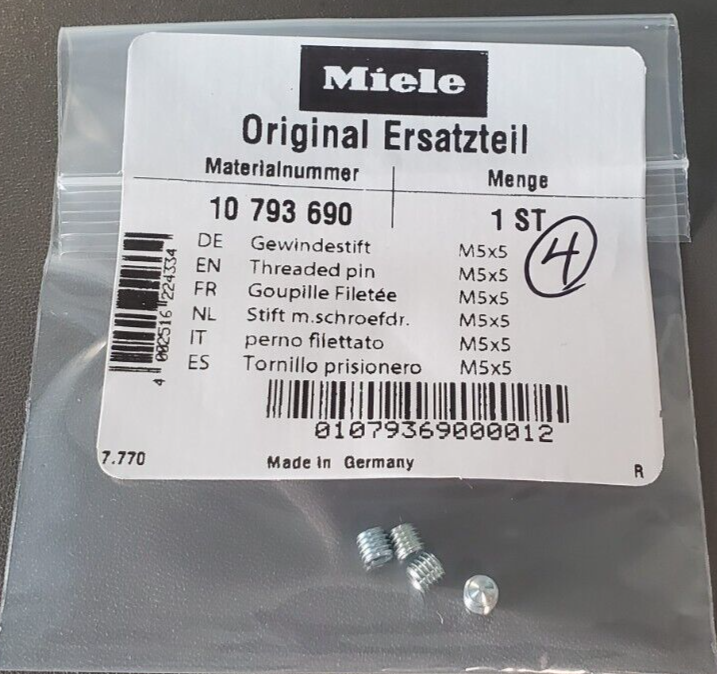 Miele
Original Ersatzteil
Materialnummer Menge
10 793 690 1 ST
4
DE Gewindestift M5x5
EN Threaded pin M5x5
FR Goupille Filetée M5x5
NL Stift m.schroefdr. M5x5
IT perno filettato M5x5
ES Tornillo prisionero M5x5
4 002516 224334
01079369000012
7.770 Made in Germany R